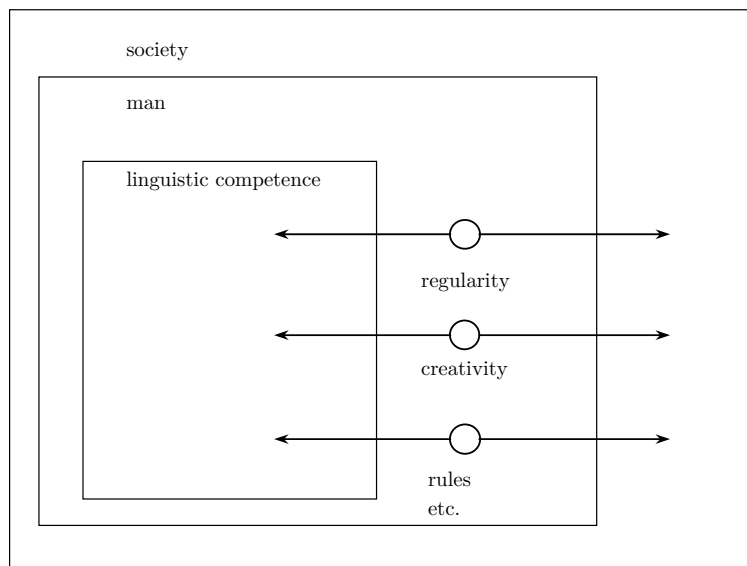 society
man
linguistic competence
regularity
creativity
rules
etc.